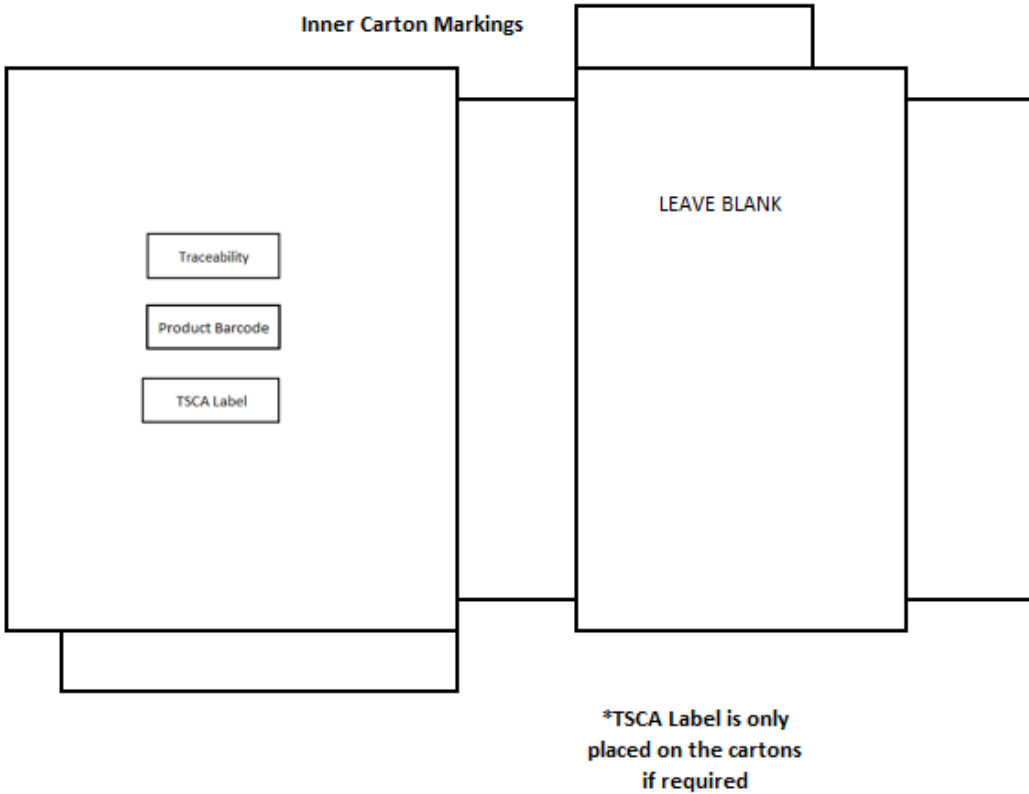 Inner Carton Markings
LEAVE BLANK
Traceability
Product Barcode
TSCA Label
*TSCA Label is only
placed on the cartons
if required